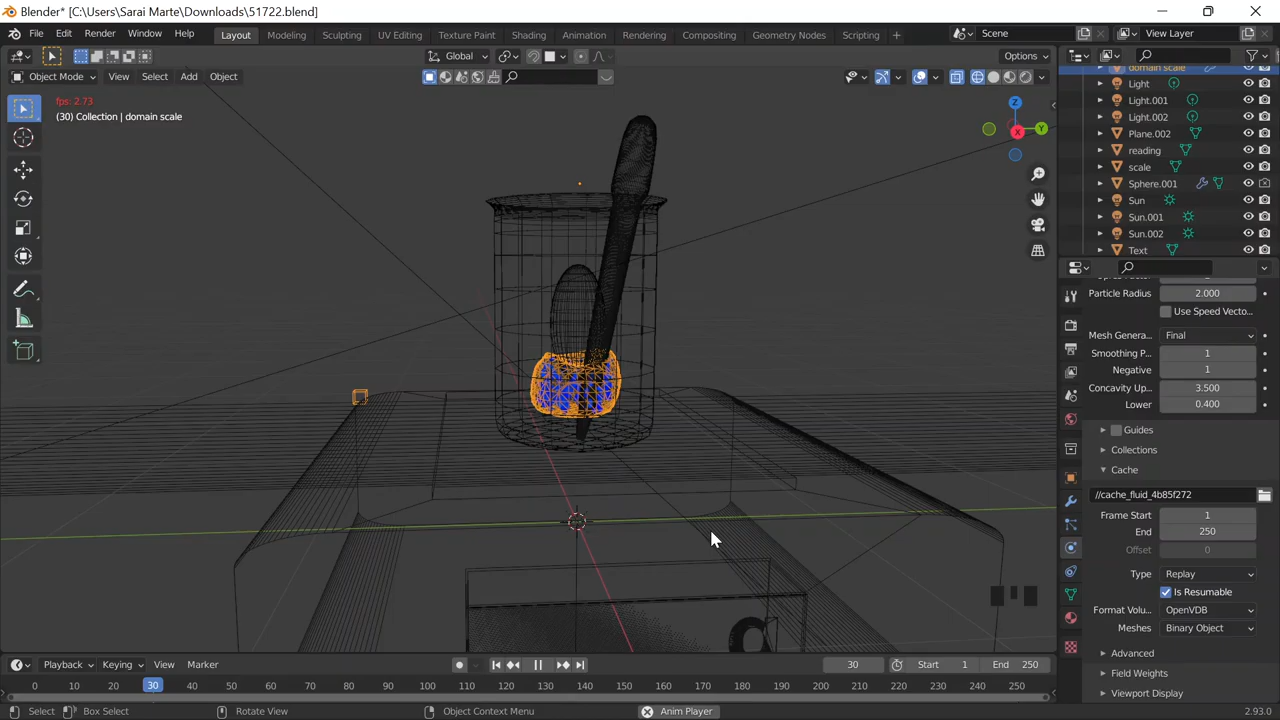 Blender* [C:\Users\Sarai Marte\Downloads\51722.blend]
File Edit Render Window Help Layout Modeling Sculpting UV Editing Texture Paint Shading Animation Rendering Compositing Geometry Nodes Scripting Scene View Layer
Global Options
Object Mode View Select Add Object
fps: 2.73
(30) Collection | domain scale
Z
Y
X
domain scale
Light
Light.001
Light.002
Plane.002
reading
scale
Sphere.001
Sun
Sun.001
Sun.002
Text
Particle Radius 2.000
Use Speed Vecto...
Mesh Genera... Final
Smoothing P... 1
Negative 1
Concavity Up... 3.500
Lower 0.400
Guides
Collections
Cache
//cache_fluid_4b85f272
Frame Start 1
End 250
Offset 0
Type Replay
Is Resumable
Format Volu... OpenVDB
Meshes Binary Object
Advanced
Field Weights
Viewport Display
Playback Keying View Marker 30 Start 1 End 250
0 10 20 30 40 50 60 70 80 90 100 110 120 130 140 150 160 170 180 190 200 210 220 230 240 250
Select Box Select Rotate View Object Context Menu Anim Player 2.93.0